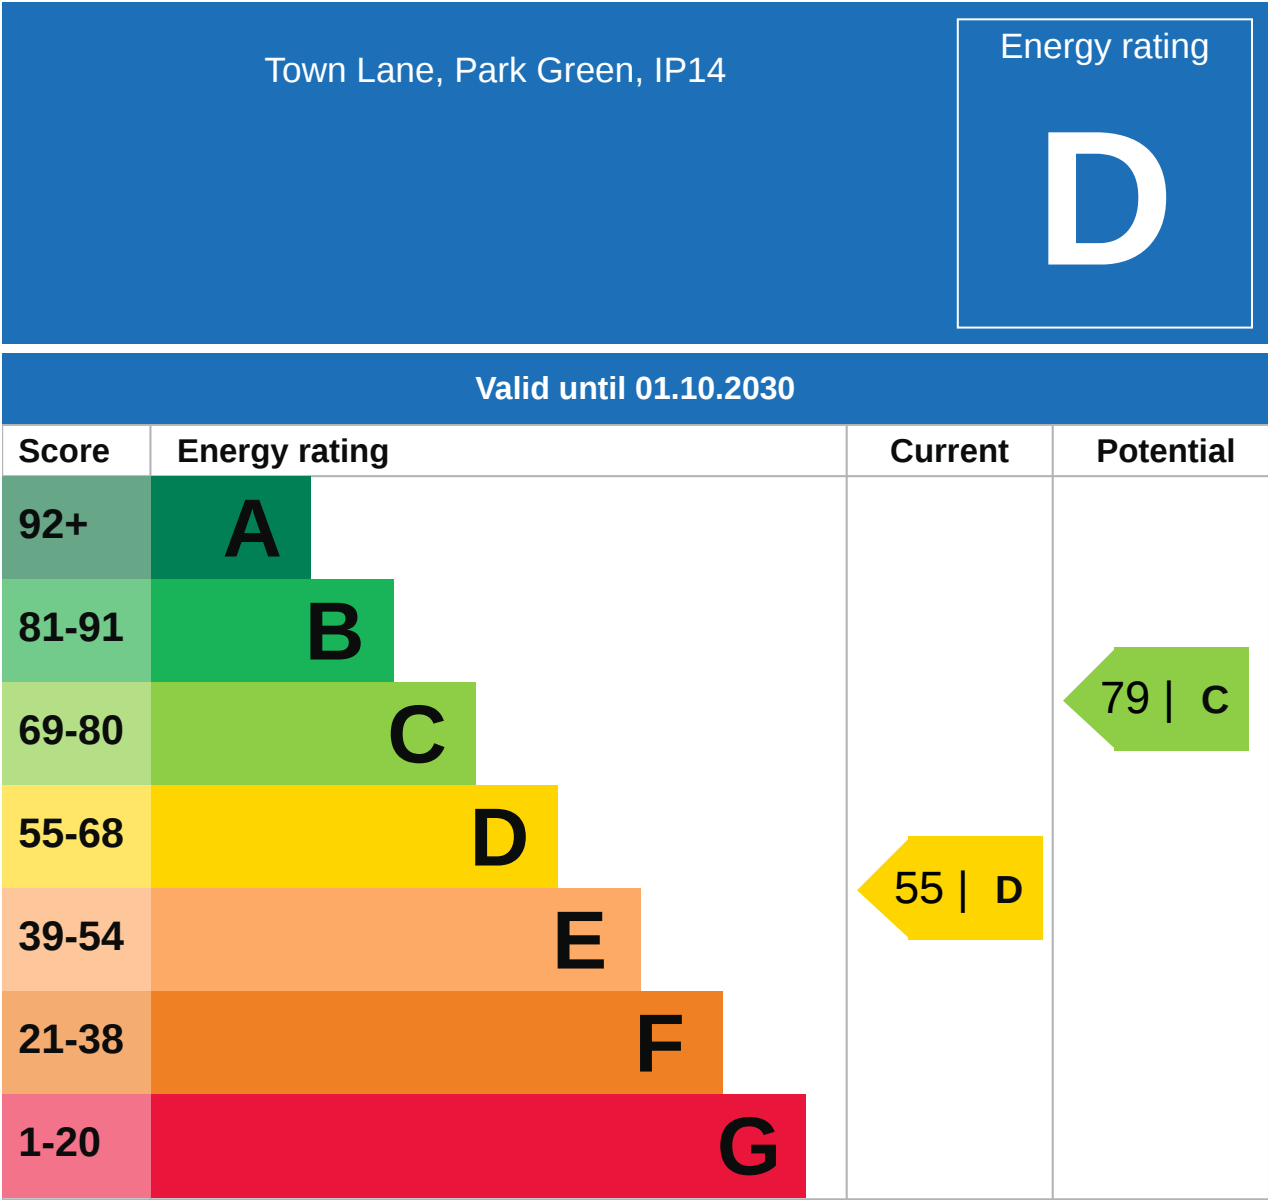 Town Lane, Park Green, IP14
Energy rating
D
Valid until 01.10.2030
Score Energy rating Current Potential
92+ A
81-91 B
69-80 C
79 | C
55-68 D
55 | D
39-54 E
21-38 F
1-20 G